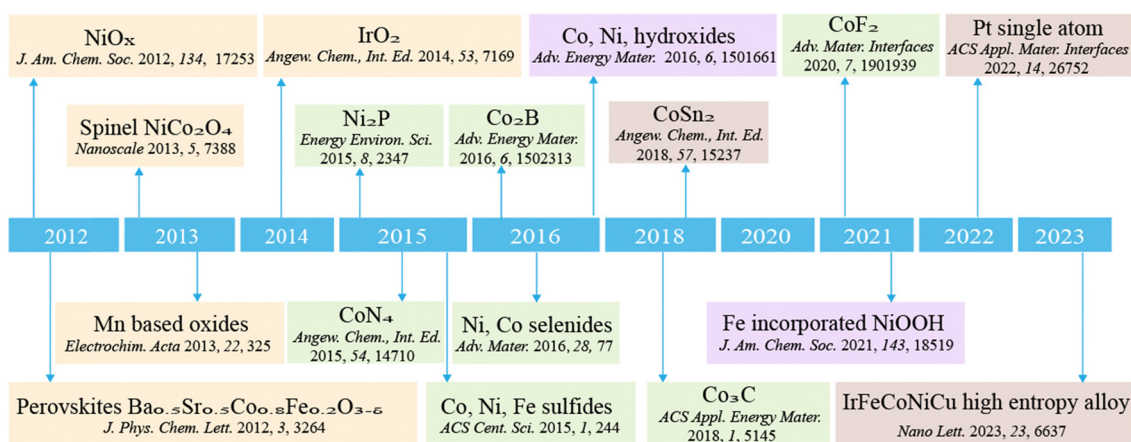 NiOₓ
J. Am. Chem. Soc. 2012, 134, 17253
IrO₂
Angew. Chem., Int. Ed. 2014, 53, 7169
Co, Ni, hydroxides
Adv. Energy Mater. 2016, 6, 1501661
CoF₂
Adv. Mater. Interfaces
2020, 7, 1901939
Pt single atom
ACS Appl. Mater. Interfaces
2022, 14, 26752
Spinel NiCo₂O₄
Nanoscale 2013, 5, 7388
Ni₂P
Energy Environ. Sci.
2015, 8, 2347
Co₂B
Adv. Energy Mater.
2016, 6, 1502313
CoSn₂
Angew. Chem., Int. Ed.
2018, 57, 15237
2012
2013
2014
2015
2016
2018
2020
2021
2022
2023
Mn based oxides
Electrochim. Acta 2013, 22, 325
CoN₄
Angew. Chem., Int. Ed.
2015, 54, 14710
Ni, Co selenides
Adv. Mater. 2016, 28, 77
Fe incorporated NiOOH
J. Am. Chem. Soc. 2021, 143, 18519
Perovskites Ba₀.₅Sr₀.₅Co₀.₈Fe₀.₂O₃₋δ
J. Phys. Chem. Lett. 2012, 3, 3264
Co, Ni, Fe sulfides
ACS Cent. Sci. 2015, 1, 244
Co₃C
ACS Appl. Energy Mater.
2018, 1, 5145
IrFeCoNiCu high entropy alloy
Nano Lett. 2023, 23, 6637